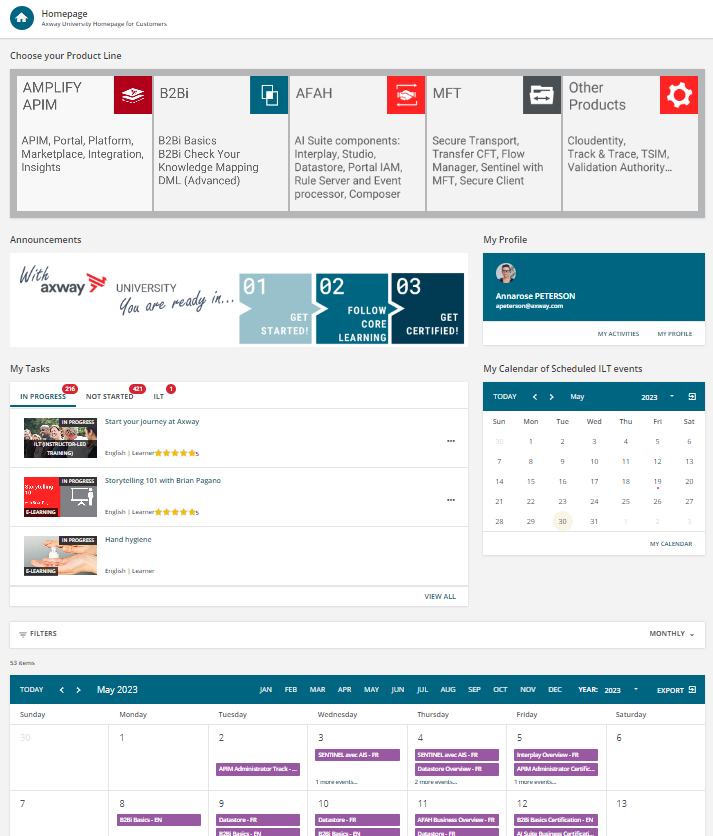 Homepage
Axway University Homepage for Customers
Choose your Product Line
AMPLIFY
APIM
APIM, Portal, Platform,
Marketplace, Integration,
Insights
B2Bi
B2Bi Basics
B2Bi Check Your
Knowledge Mapping
DML (Advanced)
AFAH
AI Suite components:
Interplay, Studio,
Datastore, Portal IAM,
Rule Server and Event
processor, Composer
MFT
Secure Transport,
Transfer CFT, Flow
Manager, Sentinel with
MFT, Secure Client
Other
Products
Cloudentity,
Track & Trace, TSIM,
Validation Authority...
Announcements
With
axway
UNIVERSITY
You are ready in...
01
GET
STARTED!
02
FOLLOW
CORE
LEARNING
03
GET
CERTIFIED!
My Profile
Annarose PETERSON
apeterson@axway.com
MY ACTIVITIES MY PROFILE
My Tasks
IN PROGRESS 216 NOT STARTED 421 ILT 1
IN PROGRESS
ILT (INSTRUCTOR-LED
TRAINING)
Start your journey at Axway
English | Learner 5
IN PROGRESS
Storytelling
E-LEARNING
Storytelling 101 with Brian Pagano
English | Learner 5
IN PROGRESS
E-LEARNING
Hand hygiene
English | Learner
VIEW ALL
My Calendar of Scheduled ILT events
TODAY May 2023
Sun Mon Tue Wed Thu Fri Sat
30 1 2 3 4 5 6
7 8 9 10 11 12 13
14 15 16 17 18 19 20
21 22 23 24 25 26 27
28 29 30 31 1 2 3
MY CALENDAR
FILTERS MONTHLY
53 items
TODAY May 2023 JAN FEB MAR APR MAY JUN JUL AUG SEP OCT NOV DEC YEAR: 2023 EXPORT
Sunday Monday Tuesday Wednesday Thursday Friday Saturday
30 1 2 3 4 5 6
SENTINEL avec AIS - FR SENTINEL avec AIS - FR Interplay Overview - FR
APIM Administrator Track - ... Datastore Overview - FR APIM Administrator Certific...
1 more events... 2 more events... 1 more events...
7 8 9 10 11 12 13
B2Bi Basics - EN Datastore - FR Datastore - FR AFAH Business Overview - FR B2Bi Basics Certification - EN
B2Bi Basics - EN B2Bi Basics - EN Datastore - FR AI Suite Business Certificat...